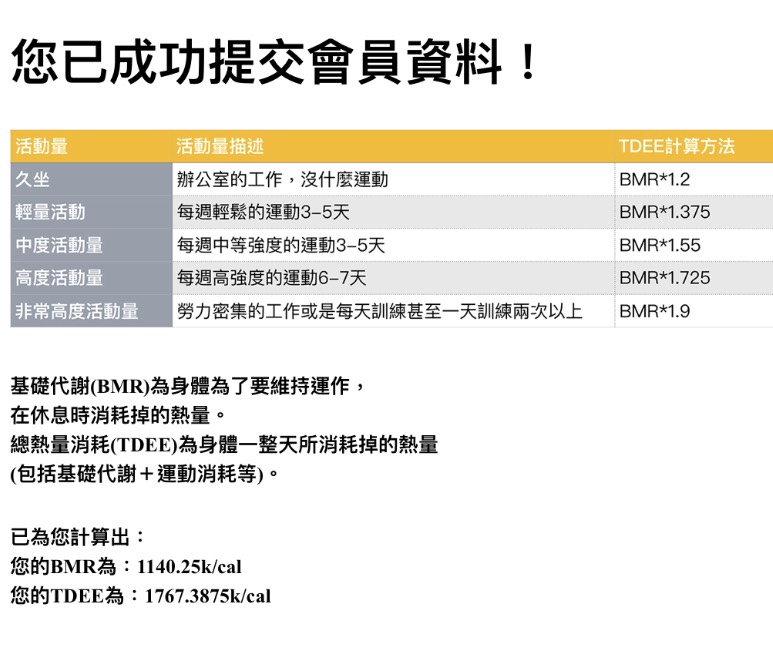 您已成功提交會員資料！
活動量 活動量描述 TDEE計算方法
久坐 辦公室的工作，沒什麼運動 BMR*1.2
輕量活動 每週輕鬆的運動3–5天 BMR*1.375
中度活動量 每週中等強度的運動3–5天 BMR*1.55
高度活動量 每週高強度的運動6–7天 BMR*1.725
非常高度活動量 勞力密集的工作或是每天訓練甚至一天訓練兩次以上 BMR*1.9
基礎代謝(BMR)為身體為了要維持運作，
在休息時消耗掉的熱量。
總熱量消耗(TDEE)為身體一整天所消耗掉的熱量
(包括基礎代謝＋運動消耗等)。
已為您計算出：
您的BMR為：1140.25k/cal
您的TDEE為：1767.3875k/cal